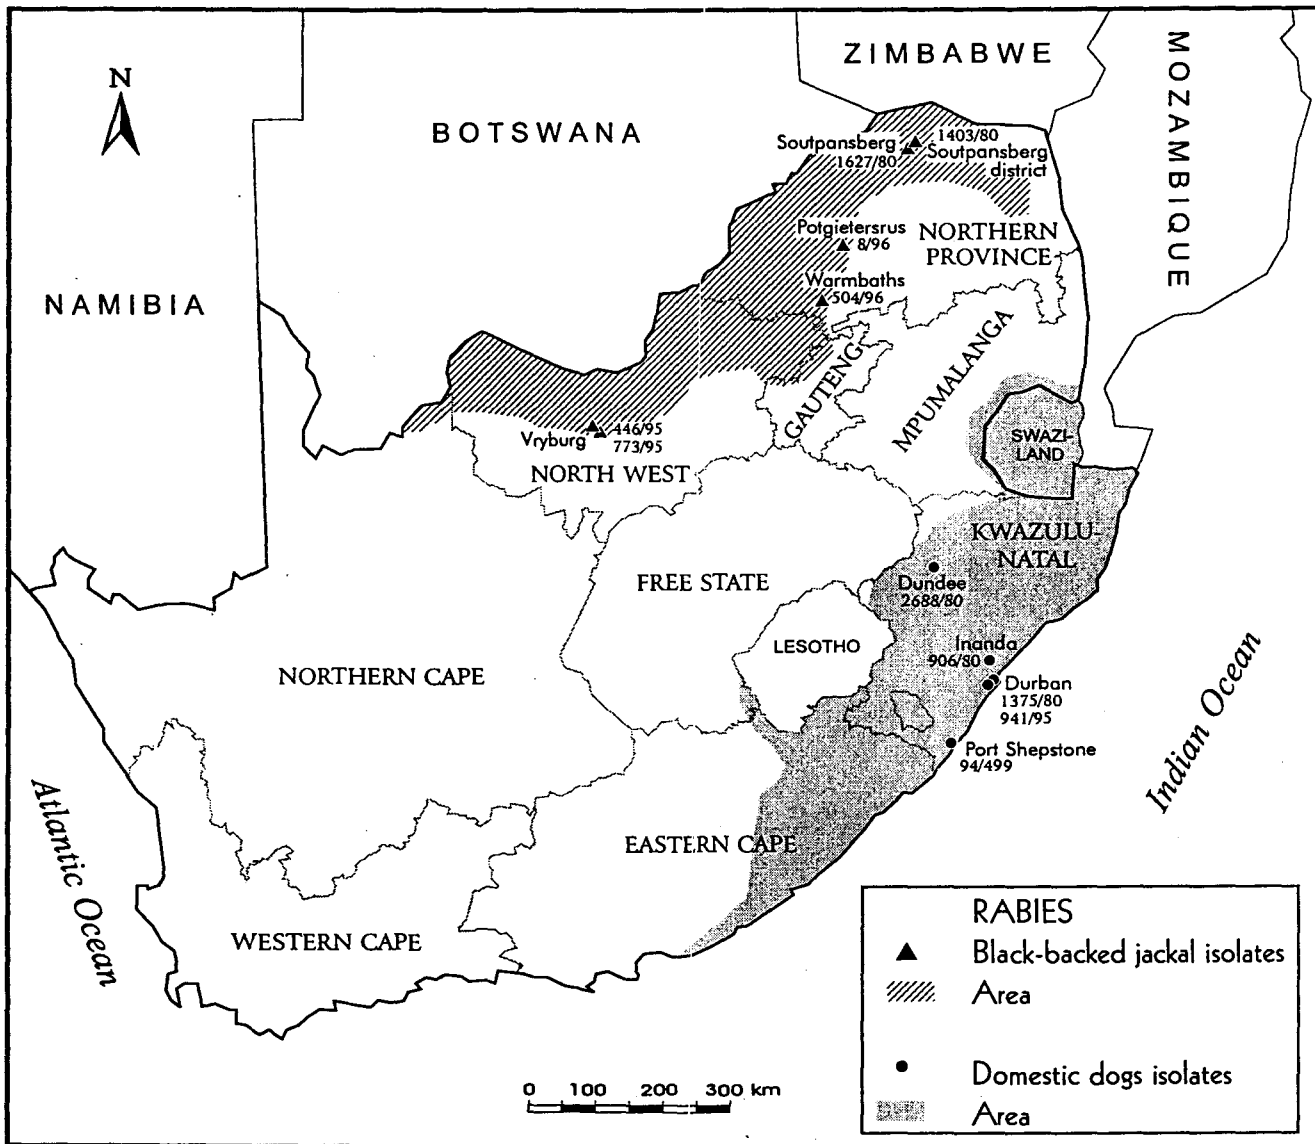 ZIMBABWE
MOZAMBIQUE
N
BOTSWANA
1403/80
Soutpansberg
1627/80
Soutpansberg
district
Potgietersrus
8/96
NORTHERN
PROVINCE
NAMIBIA
Warmbaths
504/96
GAUTENG
MPUMALANGA
446/95
Vryburg
773/95
SWAZI-
LAND
NORTH WEST
KWAZULU-
NATAL
FREE STATE
Dundee
2688/80
LESOTHO
Inanda
906/80
NORTHERN CAPE
Durban
1375/80
941/95
Port Shepstone
94/499
Indian Ocean
Atlantic Ocean
EASTERN CAPE
WESTERN CAPE
RABIES
Black-backed jackal isolates
Area
Domestic dogs isolates
Area
0 100 200 300 km